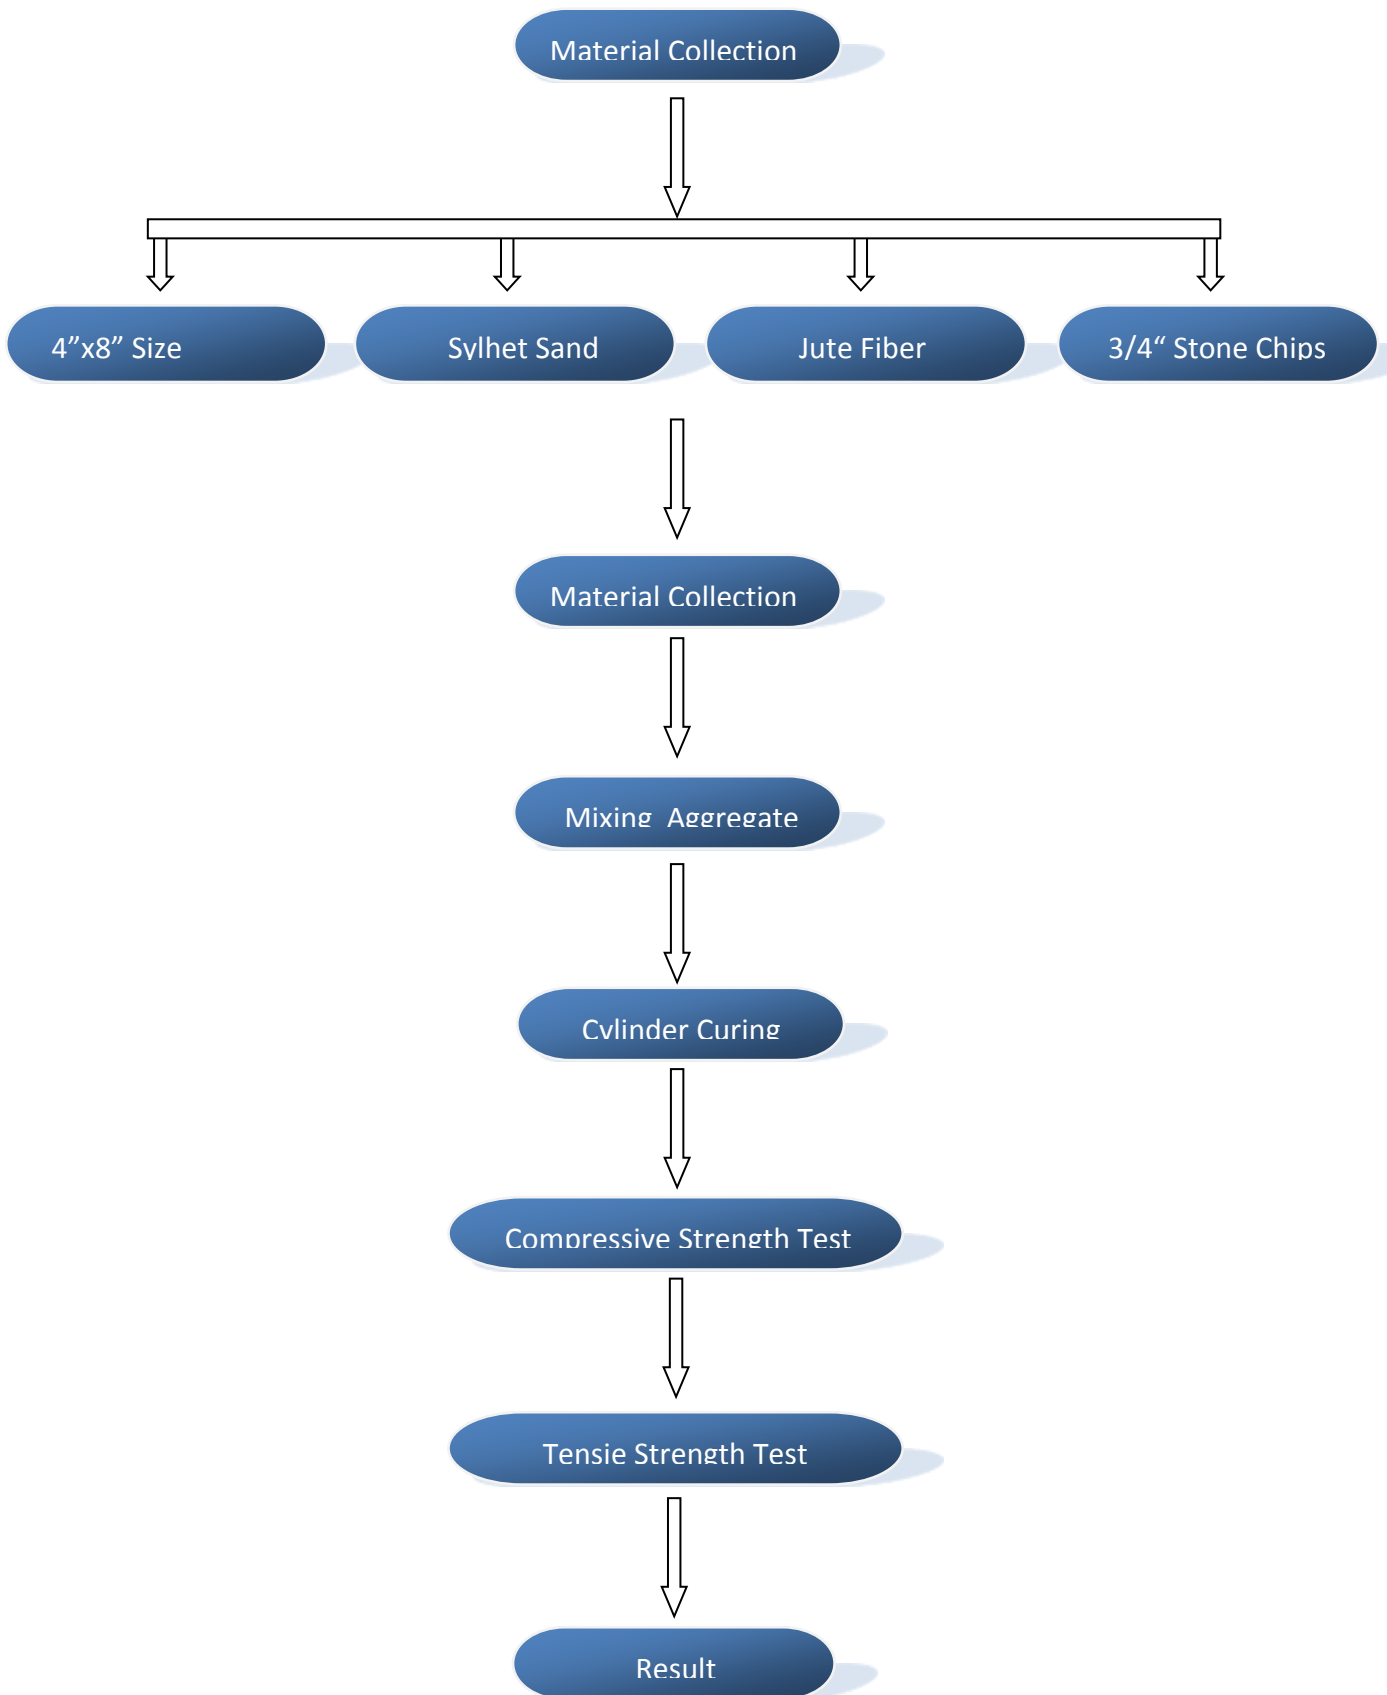 Material Collection
4”x8” Size
Sylhet Sand
Jute Fiber
3/4“ Stone Chips
Material Collection
Mixing Aggregate
Cylinder Curing
Compressive Strength Test
Tensie Strength Test
Result